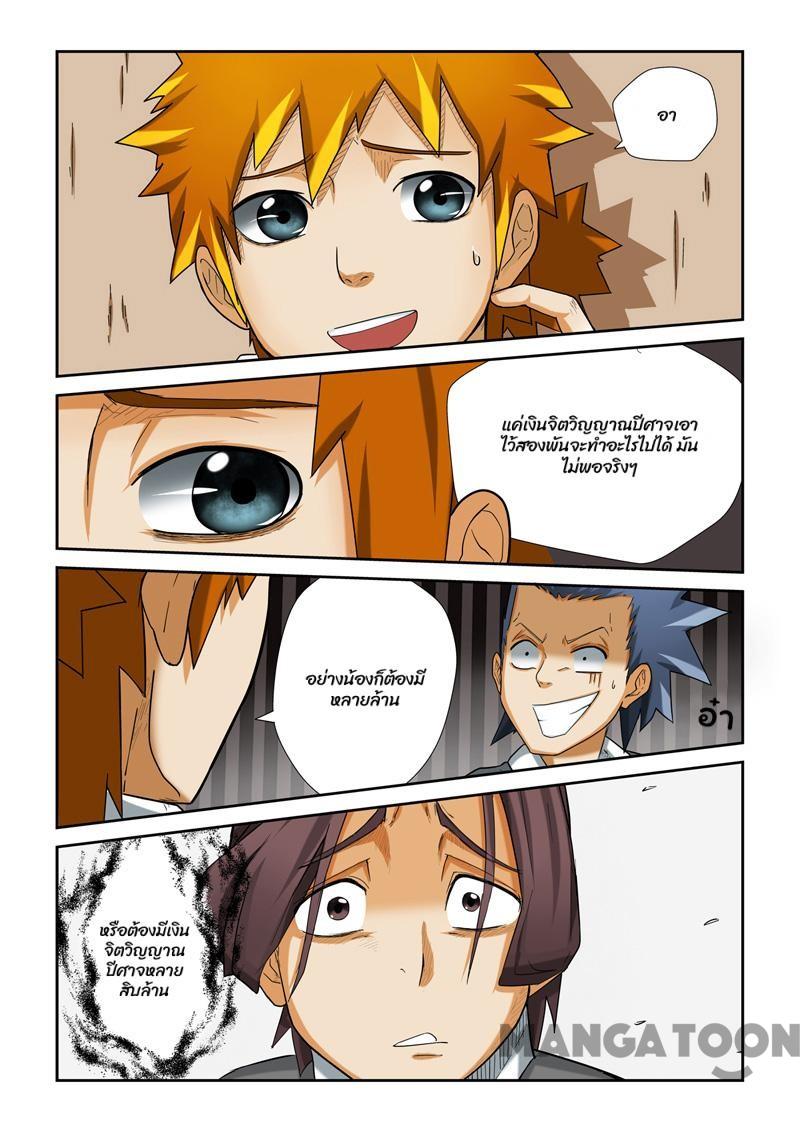 อา
แค่เงินจิตวิญญาณปีศาจเอา
ไว้สองพันจะทำอะไรไปได้ มัน
ไม่พอจริงๆ
อย่างน้องก็ต้องมี
หลายล้าน
อ๋า
หรือต้องมีเงิน
จิตวิญญาณ
ปีศาจหลาย
สิบล้าน
MANGATOON